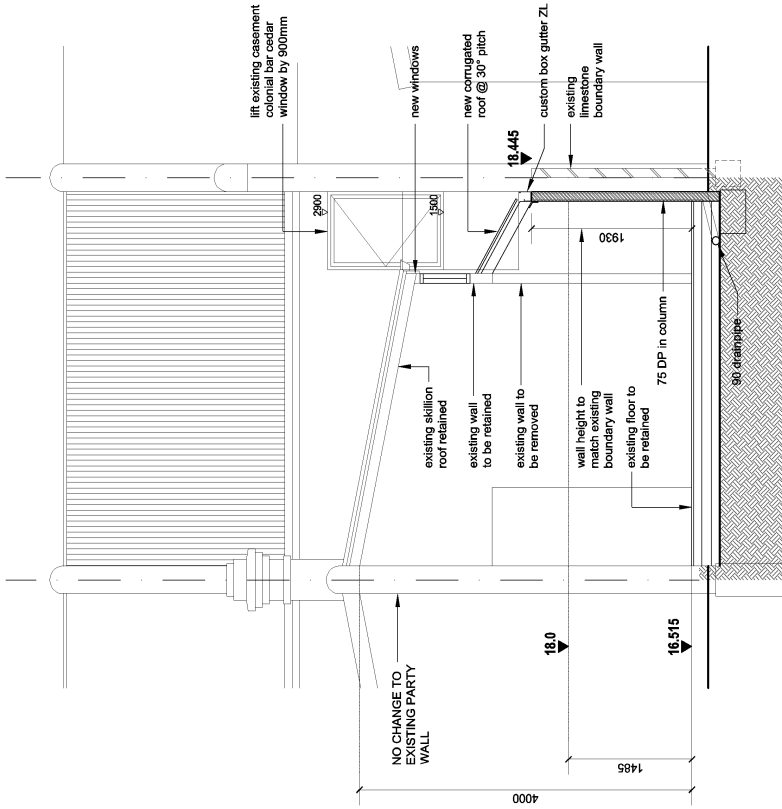 lift existing casement
colonial bar cedar
window by 900mm
new windows
new corrugated
roof @ 30° pitch
custom box gutter ZL
existing
limestone
boundary wall
18.445
2900
1500
1930
existing skillion
roof retained
existing wall
to be retained
existing wall to
be removed
wall height to
match existing
boundary wall
existing floor to
be retained
75 DP in column
90 drainpipe
NO CHANGE TO
EXISTING PARTY
WALL
18.0
16.515
1485
4000